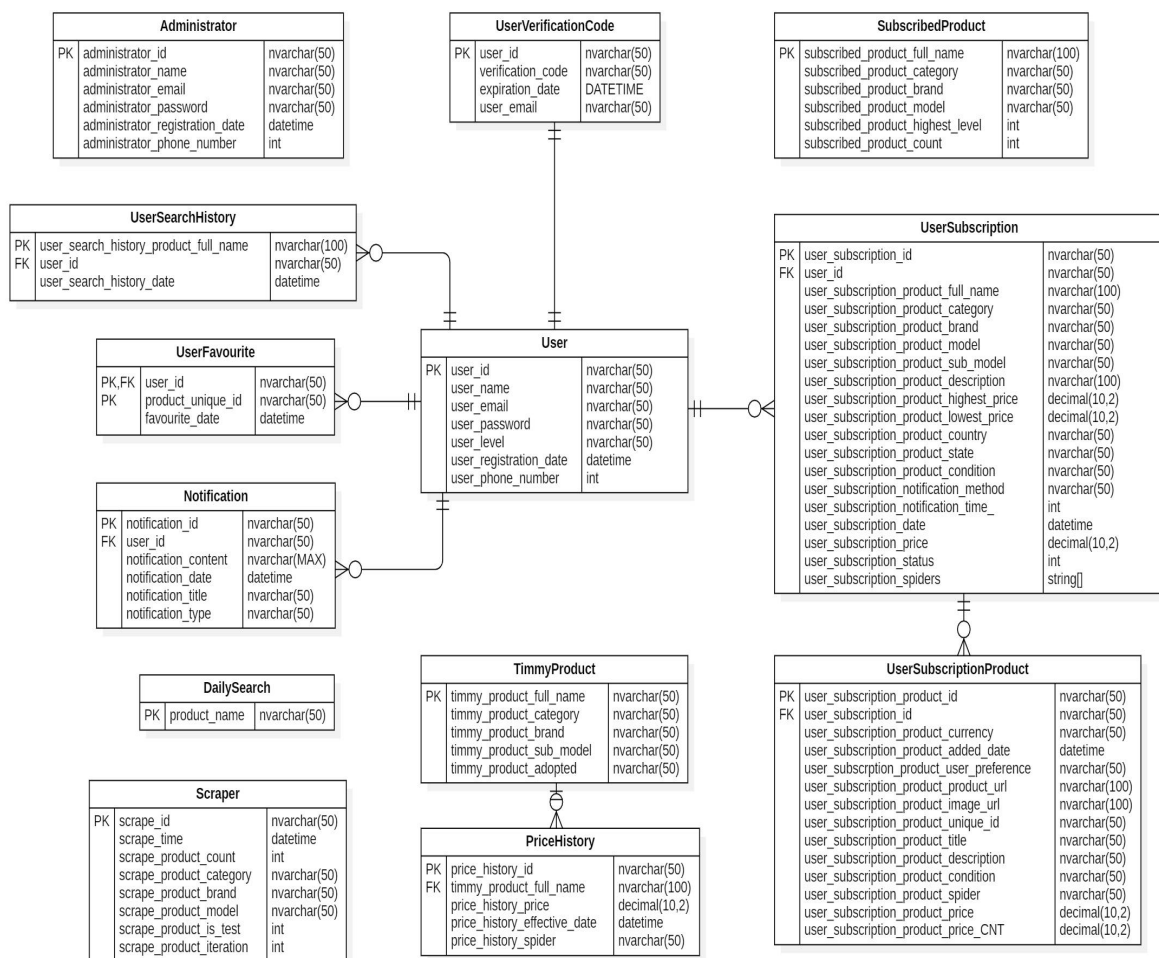 Administrator
PK administrator_id nvarchar(50)
administrator_name nvarchar(50)
administrator_email nvarchar(50)
administrator_password nvarchar(50)
administrator_registration_date datetime
administrator_phone_number int
UserVerificationCode
PK user_id nvarchar(50)
verification_code nvarchar(50)
expiration_date DATETIME
user_email nvarchar(50)
SubscribedProduct
PK subscribed_product_full_name nvarchar(100)
subscribed_product_category nvarchar(50)
subscribed_product_brand nvarchar(50)
subscribed_product_model nvarchar(50)
subscribed_product_highest_level int
subscribed_product_count int
UserSearchHistory
PK user_search_history_product_full_name nvarchar(100)
FK user_id nvarchar(50)
user_search_history_date datetime
UserSubscription
PK user_subscription_id nvarchar(50)
FK user_id nvarchar(50)
user_subscription_product_full_name nvarchar(100)
user_subscription_product_category nvarchar(50)
user_subscription_product_brand nvarchar(50)
user_subscription_product_model nvarchar(50)
user_subscription_product_sub_model nvarchar(50)
user_subscription_product_description nvarchar(100)
user_subscription_product_highest_price decimal(10,2)
user_subscription_product_lowest_price decimal(10,2)
user_subscription_product_country nvarchar(50)
user_subscription_product_state nvarchar(50)
user_subscription_product_condition nvarchar(50)
user_subscription_notification_method nvarchar(50)
user_subscription_notification_time_ int
user_subscription_date datetime
user_subscription_price decimal(10,2)
user_subscription_status int
user_subscription_spiders string[]
UserFavourite
PK,FK user_id nvarchar(50)
PK product_unique_id nvarchar(50)
favourite_date datetime
User
PK user_id nvarchar(50)
user_name nvarchar(50)
user_email nvarchar(50)
user_password nvarchar(50)
user_level nvarchar(50)
user_registration_date datetime
user_phone_number int
Notification
PK notification_id nvarchar(50)
FK user_id nvarchar(50)
notification_content nvarchar(MAX)
notification_date datetime
notification_title nvarchar(50)
notification_type nvarchar(50)
DailySearch
PK product_name nvarchar(50)
TimmyProduct
PK timmy_product_full_name nvarchar(50)
timmy_product_category nvarchar(50)
timmy_product_brand nvarchar(50)
timmy_product_sub_model nvarchar(50)
timmy_product_adopted nvarchar(50)
UserSubscriptionProduct
PK user_subscription_product_id nvarchar(50)
FK user_subscription_id nvarchar(50)
user_subscription_product_currency nvarchar(50)
user_subscription_product_added_date datetime
user_subscrption_product_user_preference nvarchar(50)
user_subscription_product_product_url nvarchar(100)
user_subscription_product_image_url nvarchar(100)
user_subscription_product_unique_id nvarchar(50)
user_subscription_product_title nvarchar(50)
user_subscription_product_description nvarchar(50)
user_subscription_product_condition nvarchar(50)
user_subscription_product_spider nvarchar(50)
user_subscription_product_price decimal(10,2)
user_subscription_product_price_CNT decimal(10,2)
Scraper
PK scrape_id nvarchar(50)
scrape_time datetime
scrape_product_count int
scrape_product_category nvarchar(50)
scrape_product_brand nvarchar(50)
scrape_product_model nvarchar(50)
scrape_product_is_test int
scrape_product_iteration int
PriceHistory
PK price_history_id nvarchar(50)
FK timmy_product_full_name nvarchar(100)
price_history_price decimal(10,2)
price_history_effective_date datetime
price_history_spider nvarchar(50)